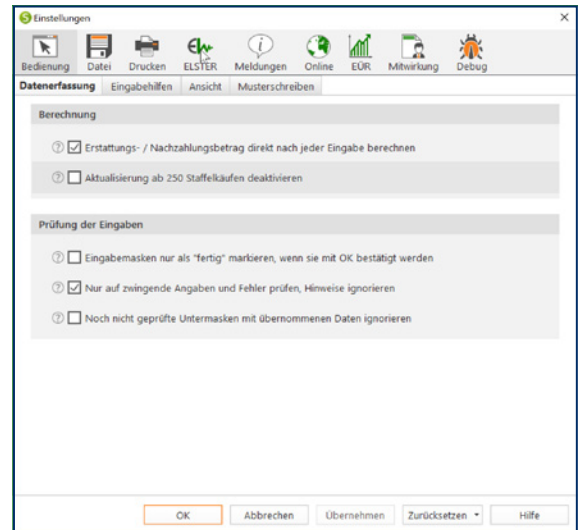 Einstellungen
Bedienung Datei Drucken ELSTER Meldungen Online EÜR Mitwirkung Debug
Datenerfassung Eingabehilfen Ansicht Musterschreiben
Berechnung
Erstattungs- / Nachzahlungsbetrag direkt nach jeder Eingabe berechnen
Aktualisierung ab 250 Staffelkäufen deaktivieren
Prüfung der Eingaben
Eingabemasken nur als "fertig" markieren, wenn sie mit OK bestätigt werden
Nur auf zwingende Angaben und Fehler prüfen, Hinweise ignorieren
Noch nicht geprüfte Untermasken mit übernommenen Daten ignorieren
OK Abbrechen Übernehmen Zurücksetzen Hilfe